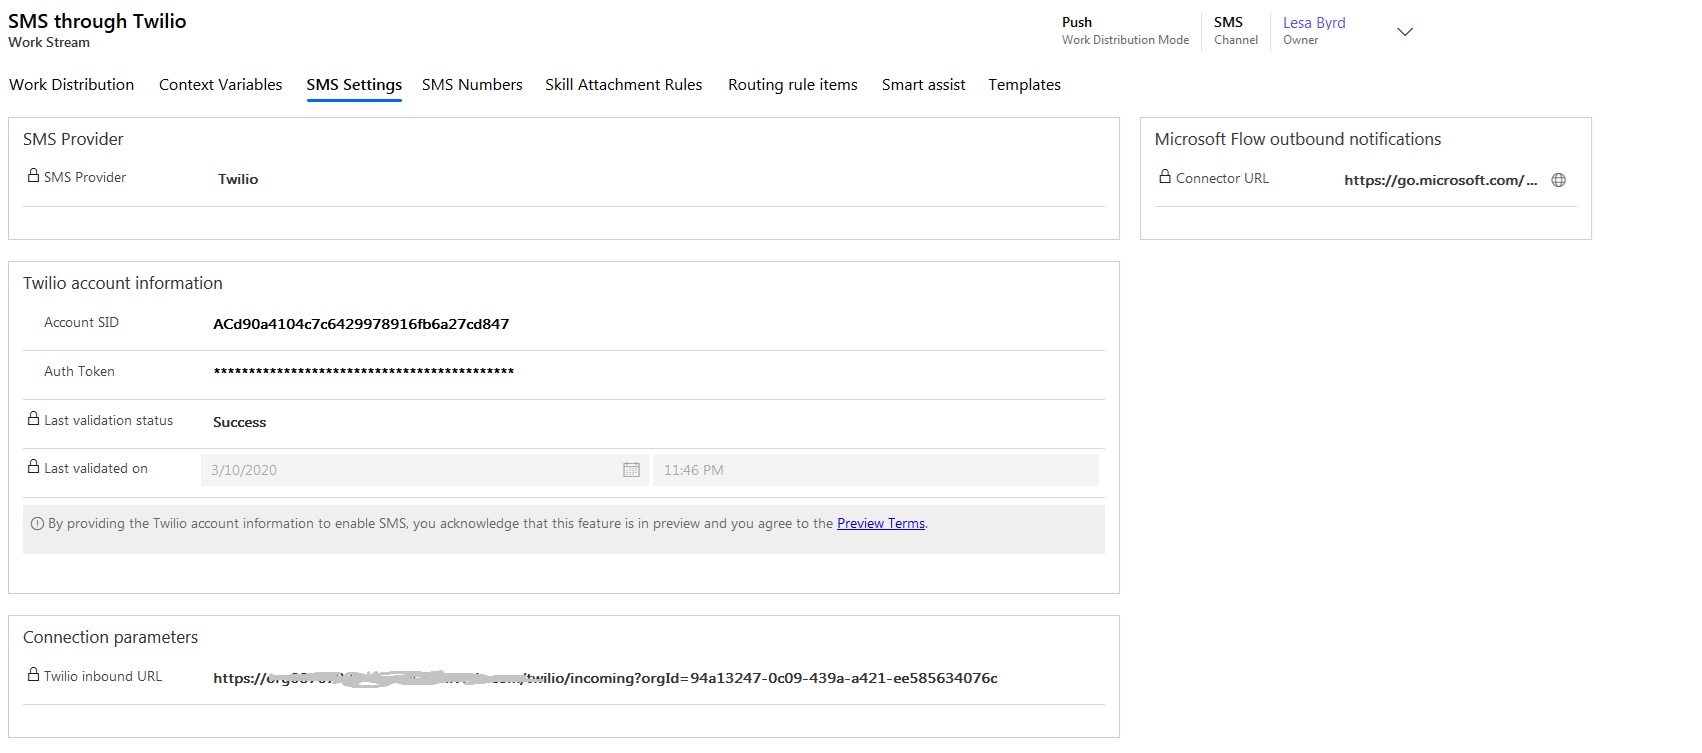 SMS through Twilio
Work Stream
Push
Work Distribution Mode
SMS
Channel
Lesa Byrd
Owner
Work Distribution Context Variables SMS Settings SMS Numbers Skill Attachment Rules Routing rule items Smart assist Templates
SMS Provider
SMS Provider Twilio
Microsoft Flow outbound notifications
Connector URL https://go.microsoft.com/...
Twilio account information
Account SID ACd90a4104c7c6429978916fb6a27cd847
Auth Token *******************************************
Last validation status Success
Last validated on 3/10/2020 11:46 PM
By providing the Twilio account information to enable SMS, you acknowledge that this feature is in preview and you agree to the Preview Terms.
Connection parameters
Twilio inbound URL https:// /twilio/incoming?orgId=94a13247-0c09-439a-a421-ee585634076c